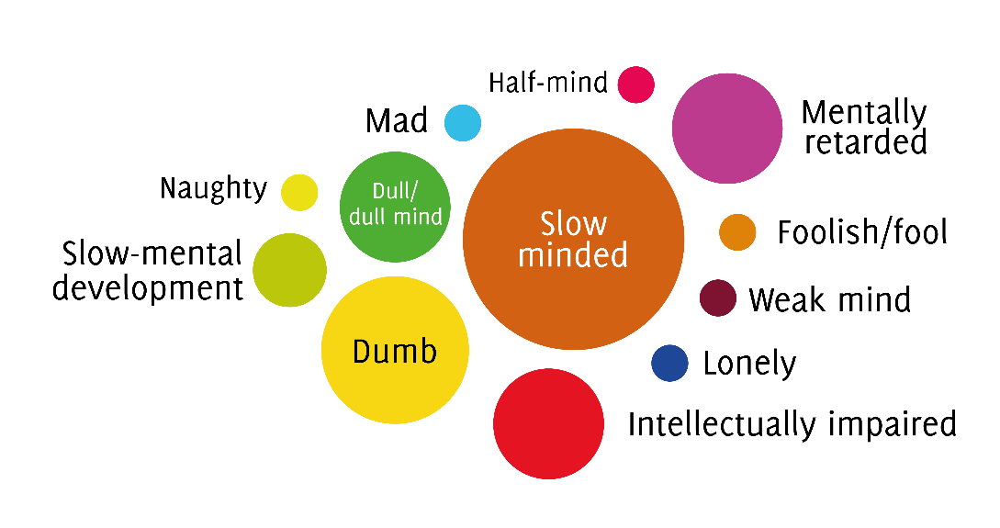 Half-mind
Mad
Mentally
retarded
Naughty
Dull/
dull mind
Slow
minded
Foolish/fool
Slow-mental
development
Weak mind
Dumb
Lonely
Intellectually impaired